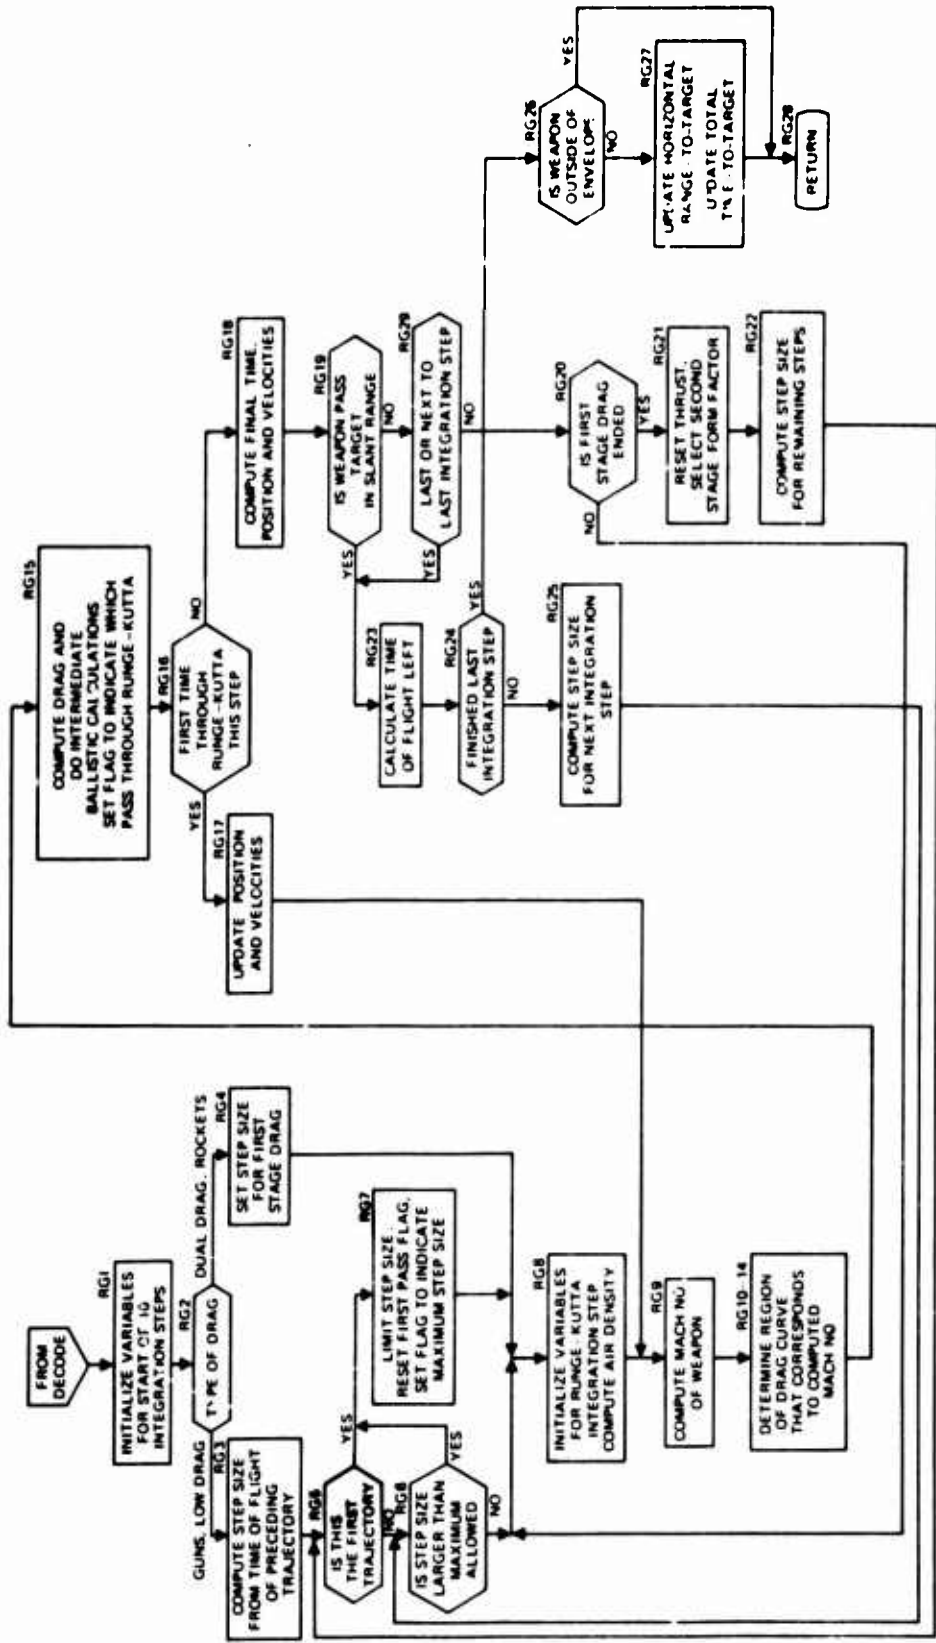 FROM
DECODE
RG1
INITIALIZE VARIABLES
FOR START OF 10
INTEGRATION STEPS
RG2
TYPE OF DRAG
GUNS, LOW DRAG
DUAL DRAG, ROCKETS
RG3
COMPUTE STEP SIZE
FROM TIME OF FLIGHT
OF PRECEDING
TRAJECTORY
RG4
SET STEP SIZE
FOR FIRST
STAGE DRAG
IS THIS
THE FIRST
TRAJECTORY
YES
NO
IS STEP SIZE
LARGER THAN
MAXIMUM
ALLOWED
YES
NO
RG7
LIMIT STEP SIZE.
RESET FIRST PASS FLAG,
SET FLAG TO INDICATE
MAXIMUM STEP SIZE
RG8
INITIALIZE VARIABLES
FOR RUNGE-KUTTA
INTEGRATION STEP
COMPUTE AIR DENSITY
RG9
COMPUTE MACH NO
OF WEAPON
RG10-14
DETERMINE REGION
OF DRAG CURVE
THAT CORRESPONDS
TO COMPUTED
MACH NO
RG15
COMPUTE DRAG AND
DO INTERMEDIATE
BALLISTIC CALCULATIONS
SET FLAG TO INDICATE WHICH
PASS THROUGH RUNGE-KUTTA
RG16
FIRST TIME
THROUGH
RUNGE-KUTTA
THIS STEP
YES
NO
RG17
UPDATE POSITION
AND VELOCITIES
RG18
COMPUTE FINAL TIME,
POSITION AND VELOCITIES
RG19
IS WEAPON PASS
TARGET
IN SLANT RANGE
YES
NO
RG29
LAST OR NEXT TO
LAST INTEGRATION STEP
YES
NO
RG23
CALCULATE TIME
OF FLIGHT LEFT
RG24
FINISHED LAST
INTEGRATION STEP
YES
NO
RG25
COMPUTE STEP SIZE
FOR NEXT INTEGRATION
STEP
RG20
IS FIRST
STAGE DRAG
ENDED
NO
YES
RG21
RESET THRUST.
SELECT SECOND
STAGE FORM FACTOR
RG22
COMPUTE STEP SIZE
FOR REMAINING STEPS
RG26
IS WEAPON
OUTSIDE OF
ENVELOPE
YES
NO
RG27
UPDATE HORIZONTAL
RANGE-TO-TARGET
UPDATE TOTAL
TIME-TO-TARGET
RG28
RETURN